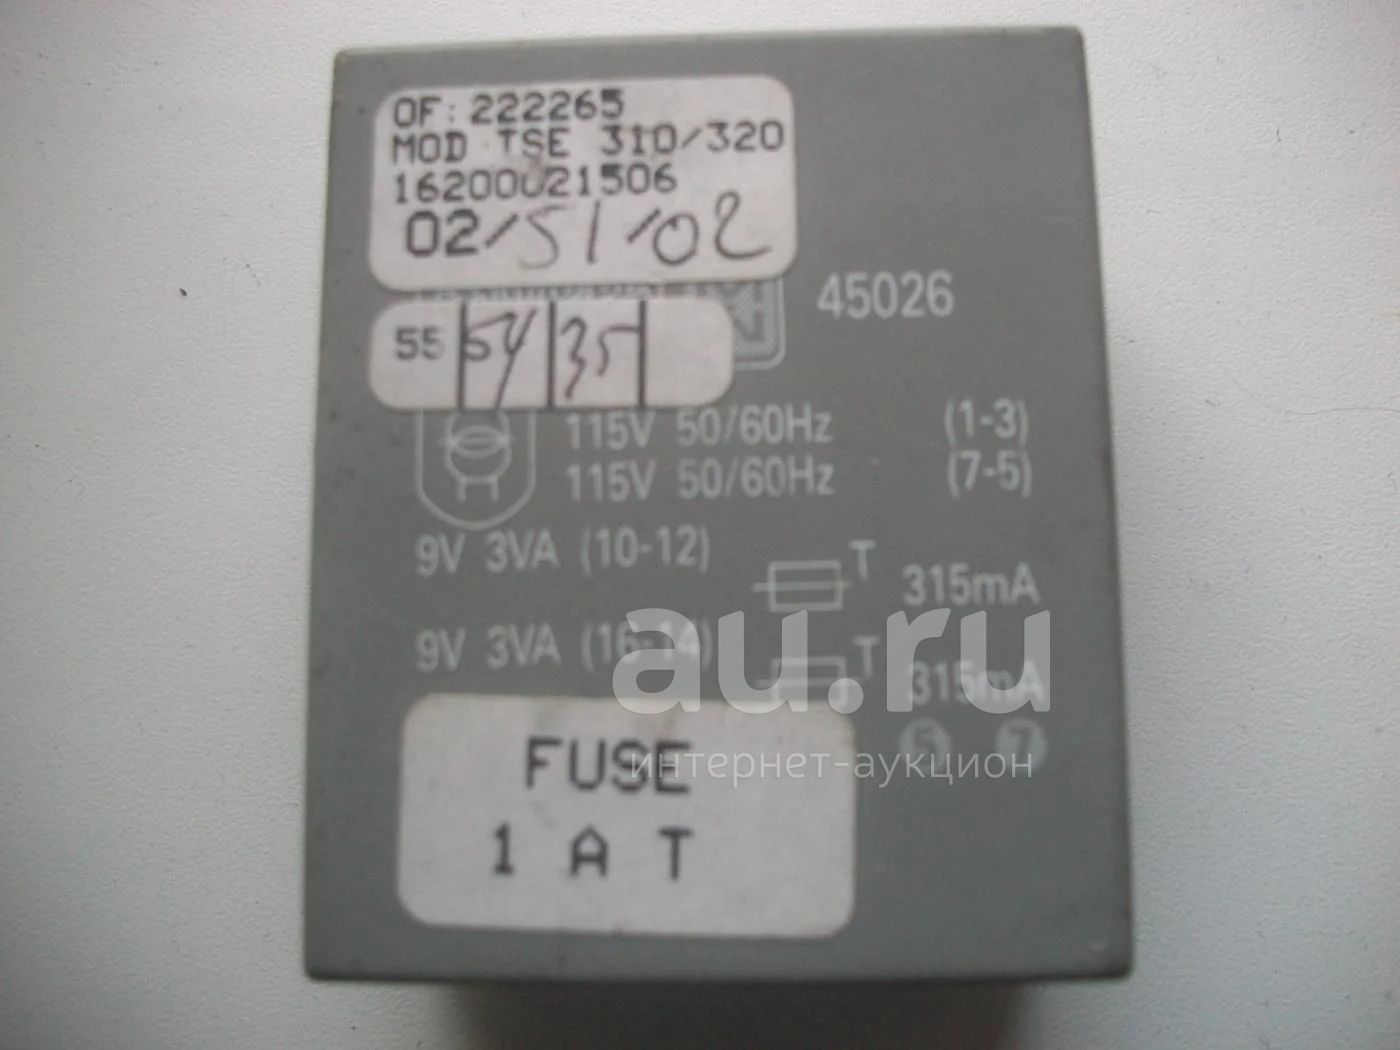 OF: 222265
MOD TSE 310/320
16200021506
02/51/02
45026
55 54 35
115V 50/60Hz (1-3)
115V 50/60Hz (7-5)
9V 3VA (10-12)
T 315mA
9V 3VA (16-14)
T 315mA
5 7
au.ru
интернет-аукцион
FUSE
1 A T